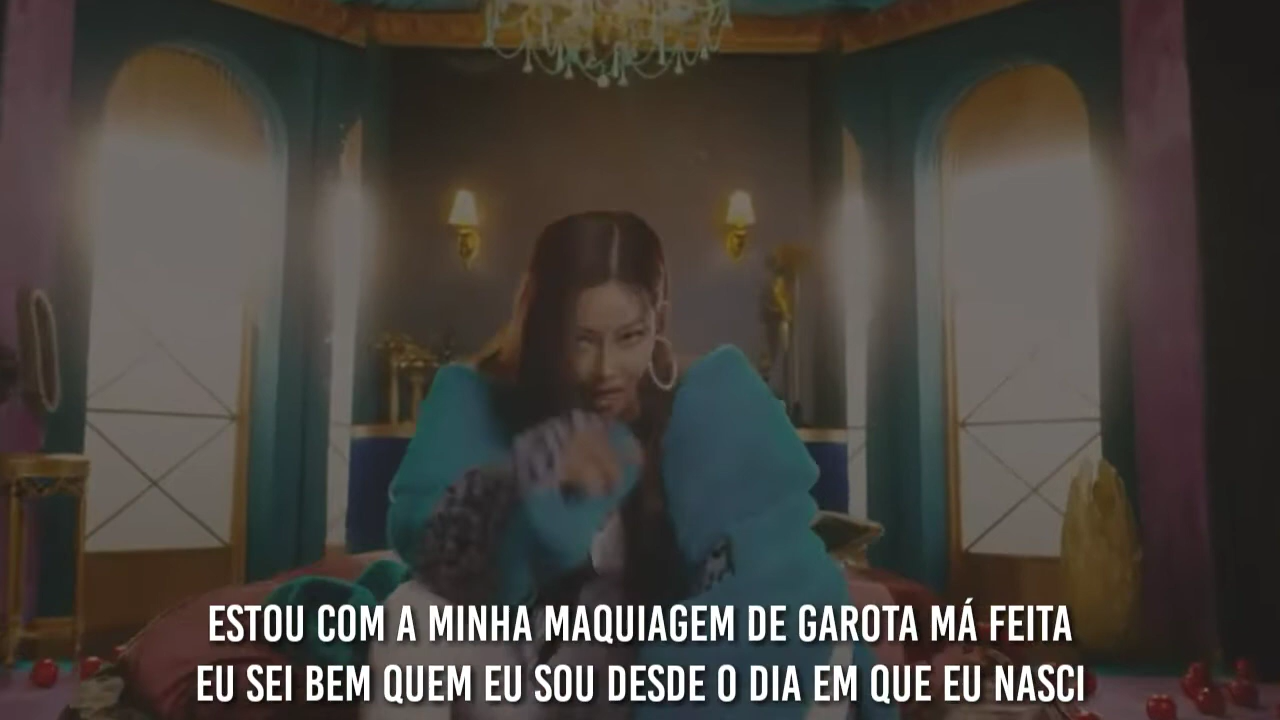 ESTOU COM A MINHA MAQUIAGEM DE GAROTA MÁ FEITA
EU SEI BEM QUEM EU SOU DESDE O DIA EM QUE EU NASCI